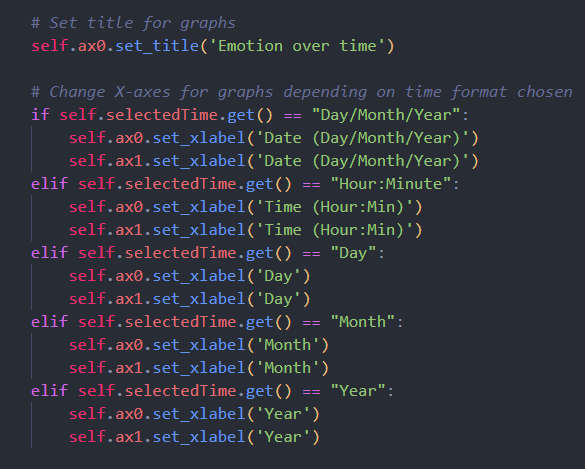 # Set title for graphs
self.ax0.set_title('Emotion over time')

# Change X-axes for graphs depending on time format chosen
if self.selectedTime.get() == "Day/Month/Year":
    self.ax0.set_xlabel('Date (Day/Month/Year)')
    self.ax1.set_xlabel('Date (Day/Month/Year)')
elif self.selectedTime.get() == "Hour:Minute":
    self.ax0.set_xlabel('Time (Hour:Min)')
    self.ax1.set_xlabel('Time (Hour:Min)')
elif self.selectedTime.get() == "Day":
    self.ax0.set_xlabel('Day')
    self.ax1.set_xlabel('Day')
elif self.selectedTime.get() == "Month":
    self.ax0.set_xlabel('Month')
    self.ax1.set_xlabel('Month')
elif self.selectedTime.get() == "Year":
    self.ax0.set_xlabel('Year')
    self.ax1.set_xlabel('Year')